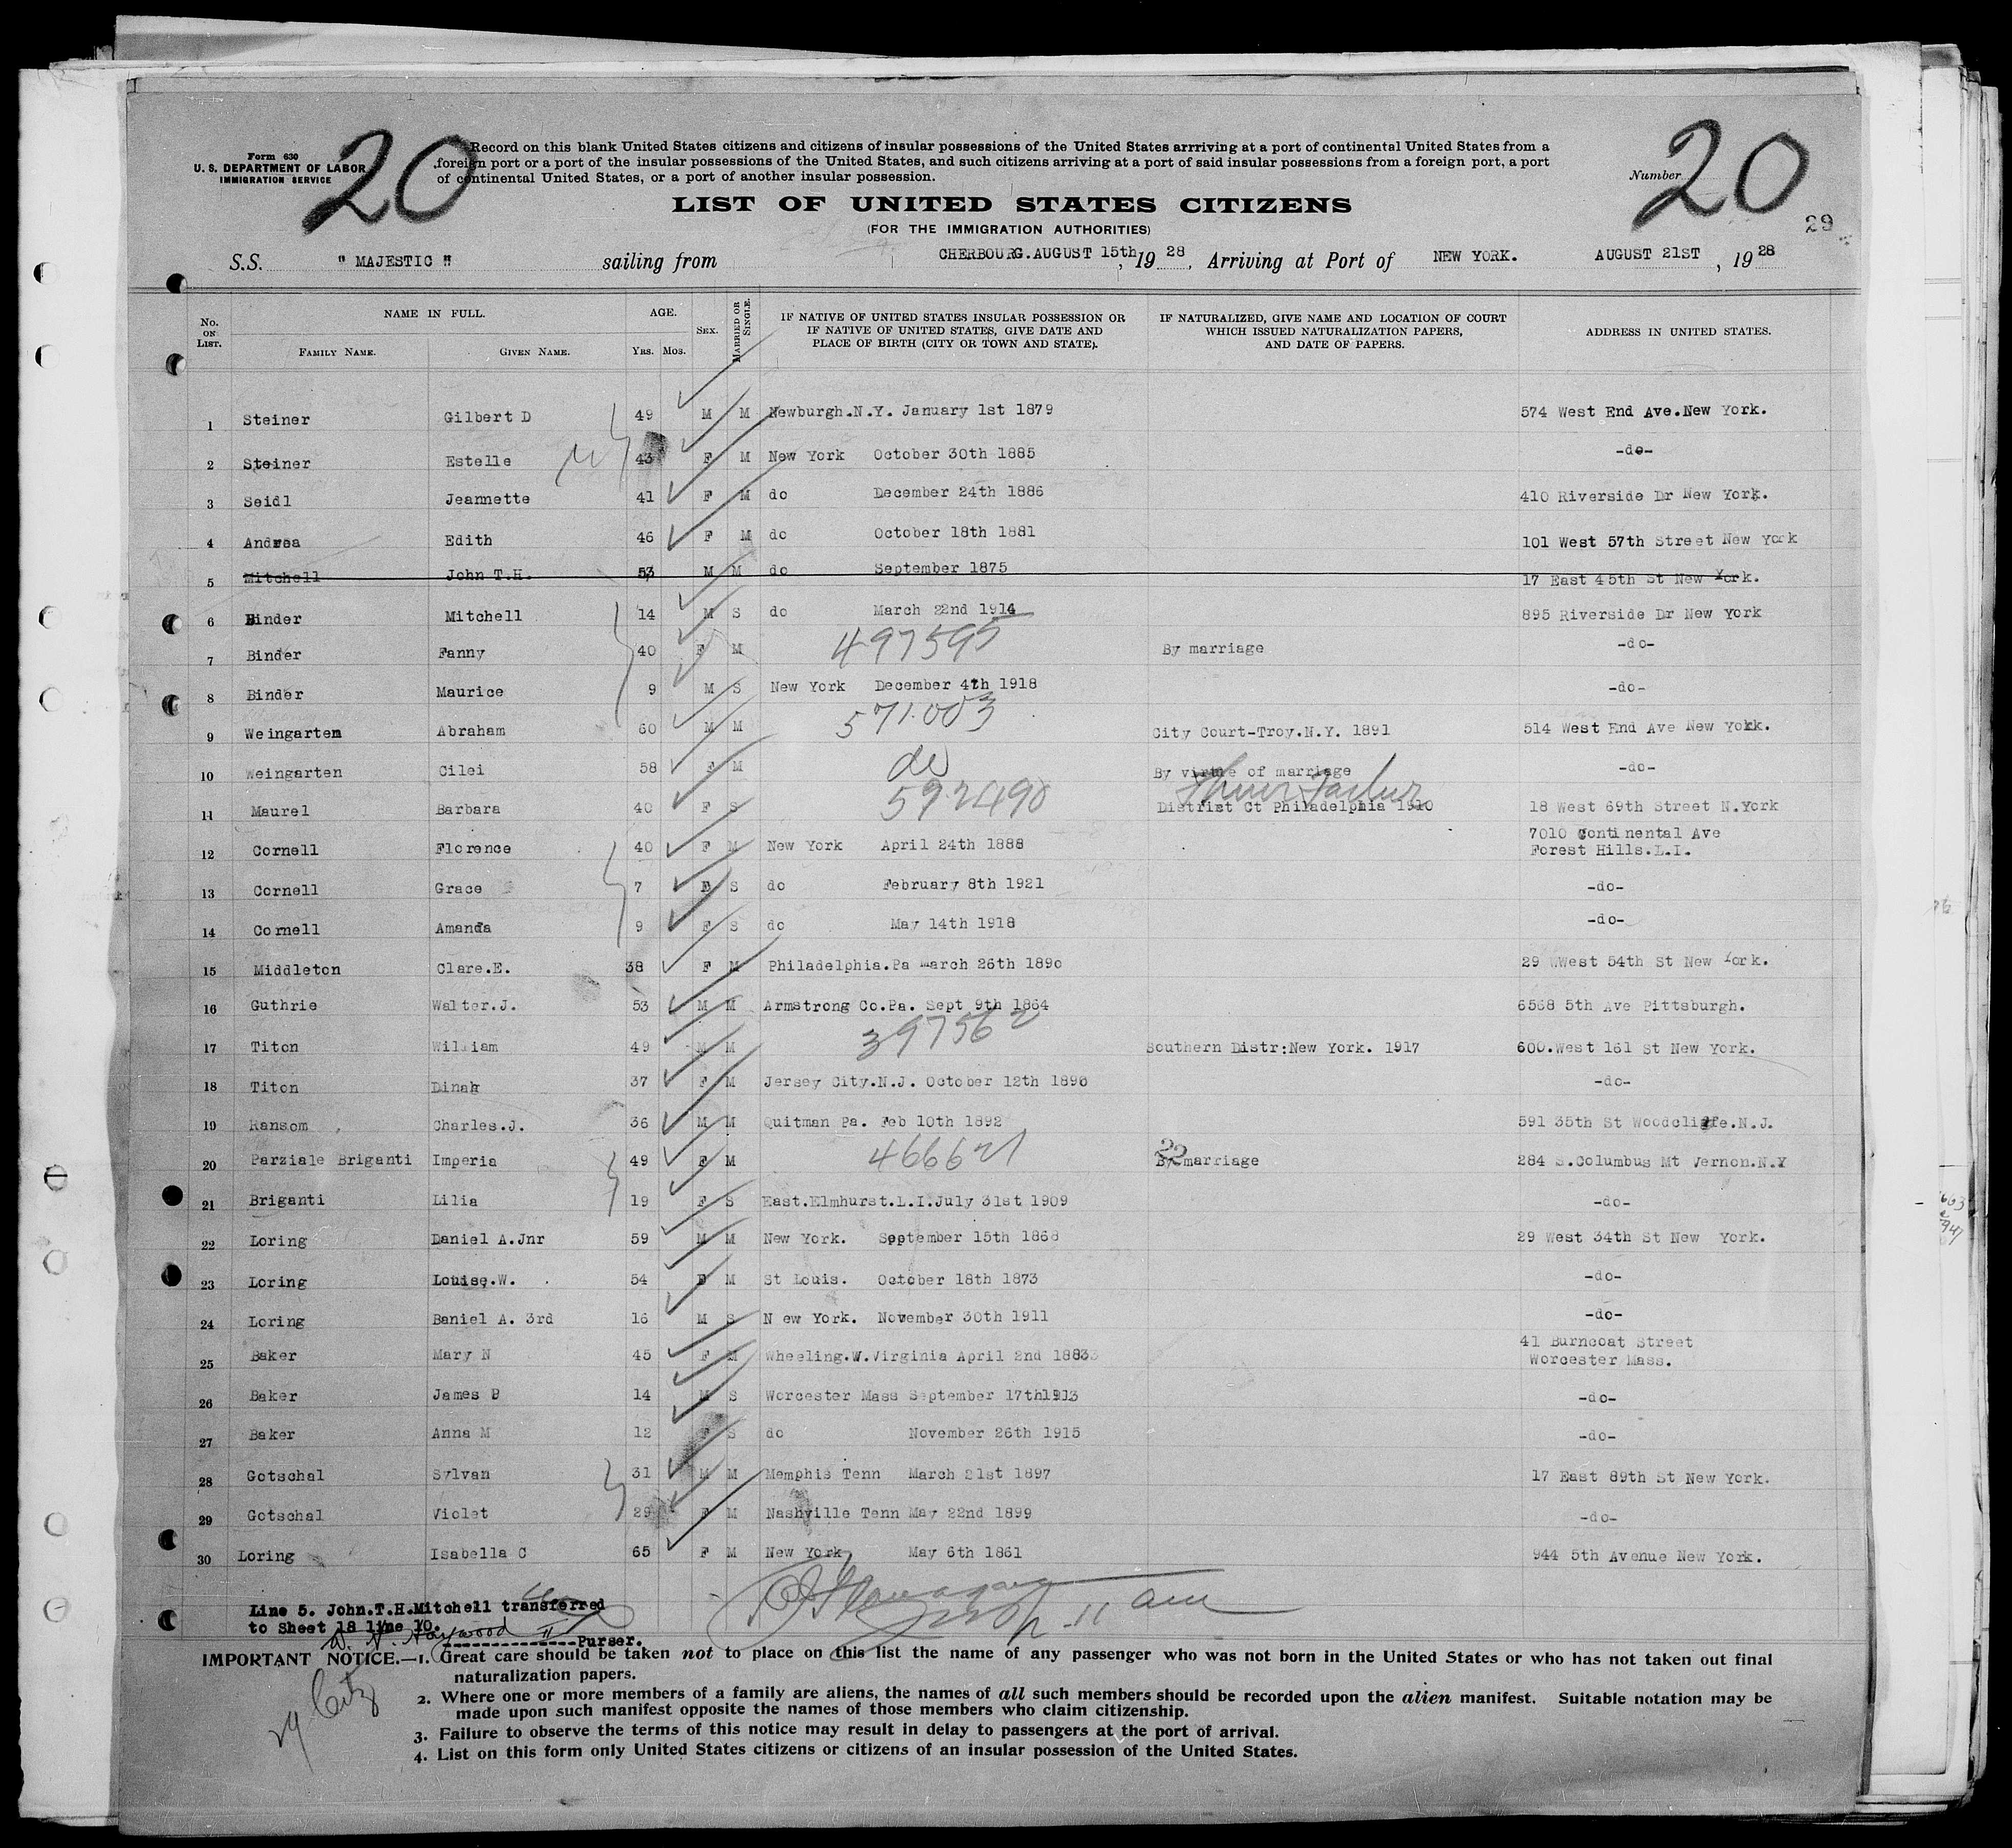 Form 630
U. S. DEPARTMENT OF LABOR
IMMIGRATION SERVICE
20
Record on this blank United States citizens and citizens of insular possessions of the United States arrriving at a port of continental United States from a
foreign port or a port of the insular possessions of the United States, and such citizens arriving at a port of said insular possessions from a foreign port, a port
of continental United States, or a port of another insular possession.
Number 20
29
LIST OF UNITED STATES CITIZENS
(FOR THE IMMIGRATION AUTHORITIES)
S.S. " MAJESTIC " sailing from CHERBOURG.AUGUST 15th, 19 28, Arriving at Port of NEW YORK. AUGUST 21ST, 19 28
No. ON LIST. NAME IN FULL. FAMILY NAME. GIVEN NAME. AGE. YRS. MOS. SEX. MARRIED OR SINGLE. IF NATIVE OF UNITED STATES INSULAR POSSESSION OR IF NATIVE OF UNITED STATES, GIVE DATE AND PLACE OF BIRTH (CITY OR TOWN AND STATE). IF NATURALIZED, GIVE NAME AND LOCATION OF COURT WHICH ISSUED NATURALIZATION PAPERS, AND DATE OF PAPERS. ADDRESS IN UNITED STATES.
1 Steiner Gilbert D 49 M M Newburgh.N.Y. January 1st 1879 574 West End Ave.New York.
2 Steiner Estelle 43 F M New York October 30th 1885 -do-
3 Seidl Jeannette 41 F M do December 24th 1886 410 Riverside Dr New York.
4 Andrea Edith 46 F M do October 18th 1881 101 West 57th Street New York
5 Mitchell John T.H. 53 M M do September 1875 17 East 45th St New York.
6 Binder Mitchell 14 M S do March 22nd 1914 895 Riverside Dr New York
7 Binder Fanny 40 F M 497595 By marriage -do-
8 Binder Maurice 9 M S New York December 4th 1918 -do-
9 Weingarten Abraham 60 M M 571.003 City Court-Troy.N.Y. 1891 514 West End Ave New York.
10 Weingarten Cilei 58 F M do By virtue of marriage -do-
11 Maurel Barbara 40 F S 592490 District Ct Philadelphia 1910 18 West 69th Street N.York
12 Cornell Florence 40 F M New York April 24th 1888 7010 Continental Ave
Forest Hills.L.I.
13 Cornell Grace 7 F S do February 8th 1921 -do-
14 Cornell Amanda 9 F S do May 14th 1918 -do-
15 Middleton Clare.E. 38 F M Philadelphia.Pa March 26th 1890 29 WWest 54th St New York.
16 Guthrie Walter.J. 53 M M Armstrong Co.Pa. Sept 9th 1864 6568 5th Ave Pittsburgh.
17 Titon William 49 M M 397562 Southern Distr:New York. 1917 600.West 161 St New York.
18 Titon Dinah 37 F M Jersey City.N.J. October 12th 1890 -do-
19 Ransom Charles.J. 36 M M Quitman Pa. Feb 10th 1892 591 35th St Woodcliffe.N.J.
20 Parziale Briganti Imperia 49 F M 466621 22 By marriage 284 S.Columbus Mt Vernon.N.Y
21 Briganti Lilia 19 F S East.Elmhurst.L.I.July 31st 1909 -do-
22 Loring Daniel A.Jnr 59 M M New York. September 15th 1868 29 West 34th St New York.
23 Loring Louise.W. 54 F M St Louis. October 18th 1873 -do-
24 Loring Baniel A. 3rd 16 M S N ew York. November 30th 1911 -do-
25 Baker Mary N 45 F M Wheeling.W.Virginia April 2nd 1883 41 Burncoat Street
Worcester Mass.
26 Baker James B 14 M S Worcester Mass September 17th1913 -do-
27 Baker Anna M 12 F S do November 26th 1915 -do-
28 Gotschal Sylvan 31 M M Memphis Tenn March 21st 1897 17 East 89th St New York.
29 Gotschal Violet 29 F M Nashville Tenn May 22nd 1899 -do-
30 Loring Isabella C 65 F M New York May 6th 1861 944 5th Avenue New York.
Line 5. John.T.H.Mitchell transferred
to Sheet 18 line 10.
Purser.
29 Citz
IMPORTANT NOTICE.—1. Great care should be taken not to place on this list the name of any passenger who was not born in the United States or who has not taken out final
naturalization papers.
2. Where one or more members of a family are aliens, the names of all such members should be recorded upon the alien manifest. Suitable notation may be
made upon such manifest opposite the names of those members who claim citizenship.
3. Failure to observe the terms of this notice may result in delay to passengers at the port of arrival.
4. List on this form only United States citizens or citizens of an insular possession of the United States.